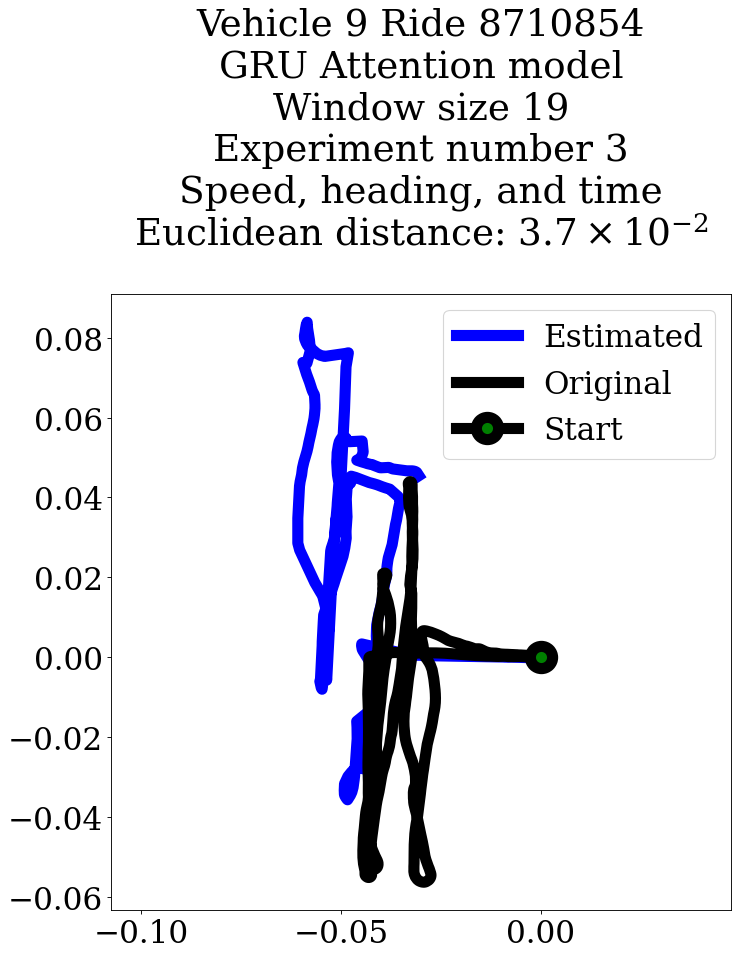 Vehicle 9 Ride 8710854
GRU Attention model
Window size 19
Experiment number 3
Speed, heading, and time
Euclidean distance: 3.7 × 10⁻²
Estimated
Original
Start
0.08
0.06
0.04
0.02
0.00
−0.02
−0.04
−0.06
−0.10
−0.05
0.00